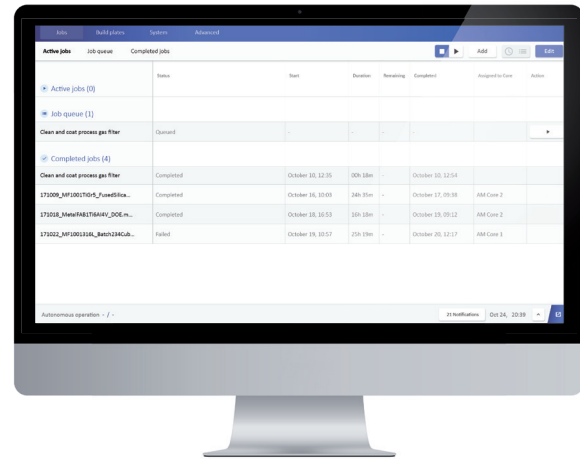 Jobs Build plates System Advanced
Active jobs Job queue Completed jobs Add Edit
Status Start Duration Remaining Completed Assigned to Core Action
Active jobs (0)
Job queue (1)
Clean and coat process gas filter Queued - - - -
Completed jobs (4)
Clean and coat process gas filter Completed October 10, 12:35 00h 18m - October 10, 12:54
171009_MF1001TiGr5_FusedSilica... Completed October 16, 10:03 24h 35m - October 17, 09:38 AM Core 2
171018_MetalFAB1Ti6Al4V_DOE.m... Completed October 18, 16:53 16h 18m - October 19, 09:12 AM Core 2
171022_MF1001316L_Batch234Cub... Failed October 19, 10:57 25h 19m - October 20, 12:17 AM Core 1
Autonomous operation - / - 21 Notifications Oct 24, 20:39